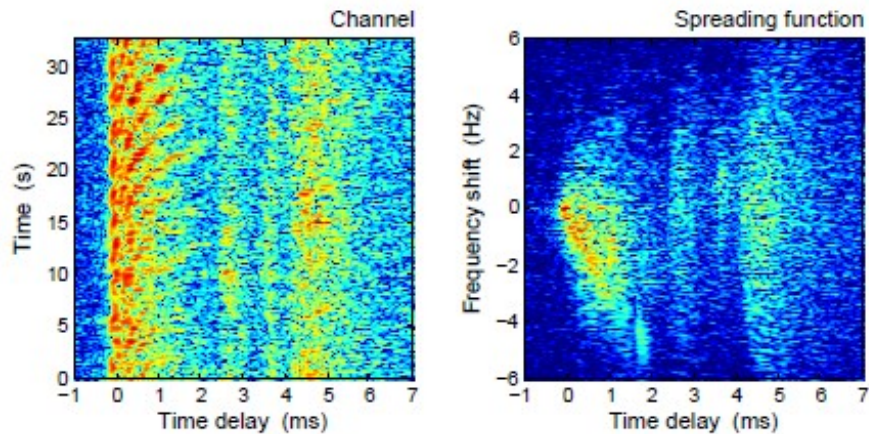 Channel
30
25
20
15
10
5
0
Time (s)
−1 0 1 2 3 4 5 6 7
Time delay (ms)
Spreading function
6
4
2
0
−2
−4
−6
Frequency shift (Hz)
−1 0 1 2 3 4 5 6 7
Time delay (ms)